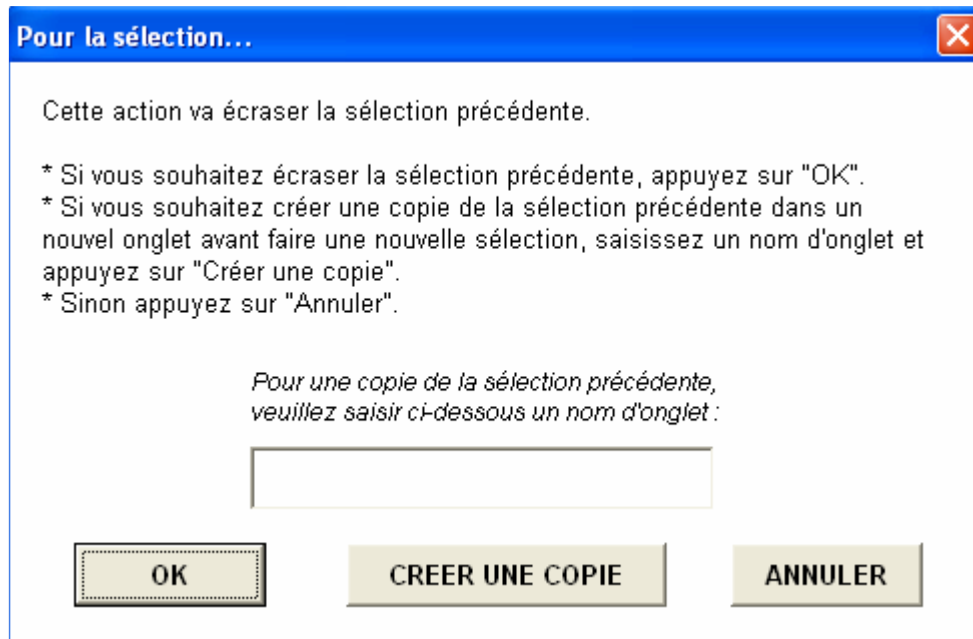 Pour la sélection...
Cette action va écraser la sélection précédente.
* Si vous souhaitez écraser la sélection précédente, appuyez sur "OK".
* Si vous souhaitez créer une copie de la sélection précédente dans un
nouvel onglet avant faire une nouvelle sélection, saisissez un nom d'onglet et
appuyez sur "Créer une copie".
* Sinon appuyez sur "Annuler".
Pour une copie de la sélection précédente,
veuillez saisir ci-dessous un nom d'onglet :
OK
CREER UNE COPIE
ANNULER